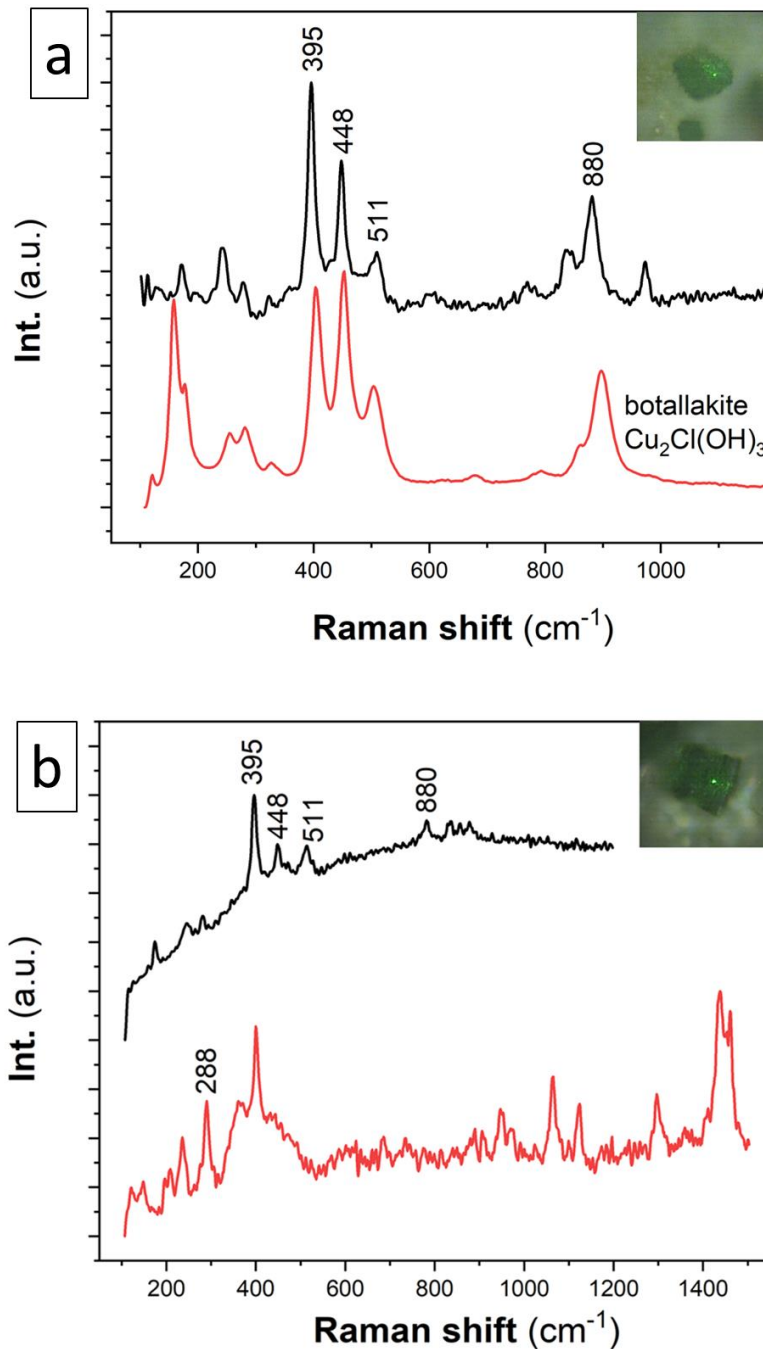 a
395
448
511
880
botallakite
Cu₂Cl(OH)₃
Int. (a.u.)
200 400 600 800 1000
Raman shift (cm⁻¹)
b
395
448
511
880
288
Int. (a.u.)
200 400 600 800 1000 1200 1400
Raman shift (cm⁻¹)